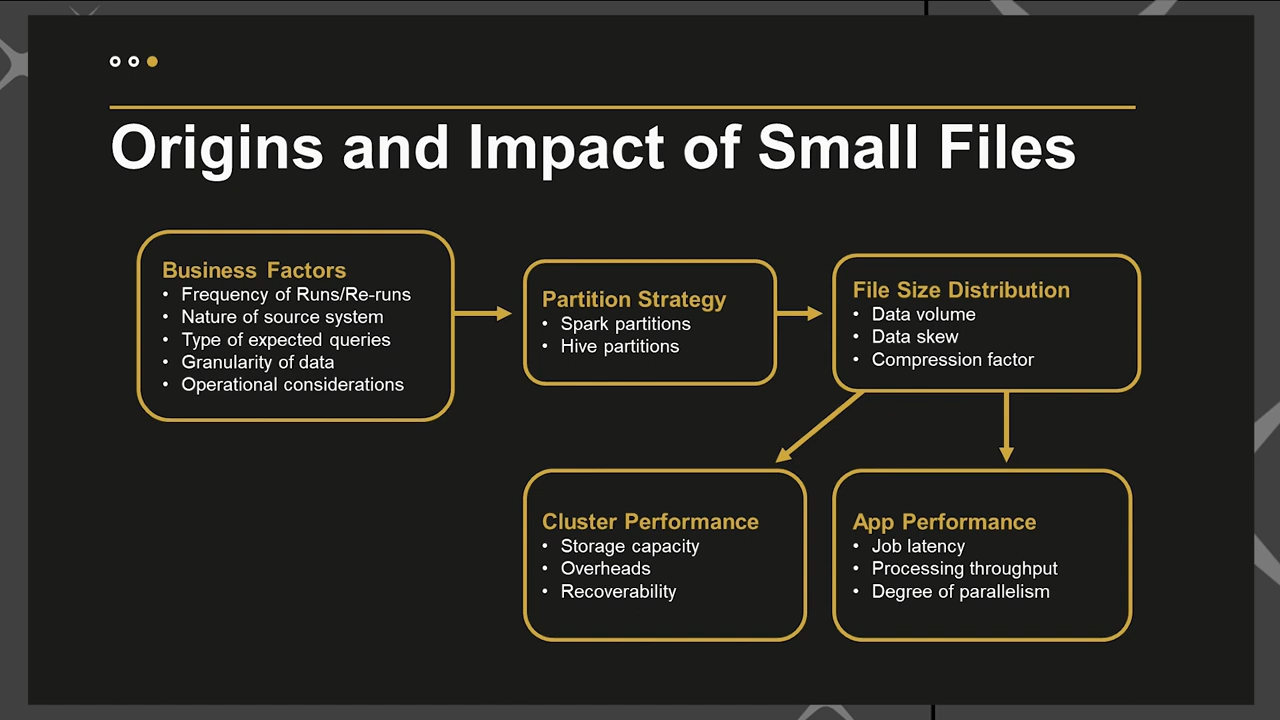 Origins and Impact of Small Files
Business Factors
• Frequency of Runs/Re-runs
• Nature of source system
• Type of expected queries
• Granularity of data
• Operational considerations
Partition Strategy
• Spark partitions
• Hive partitions
File Size Distribution
• Data volume
• Data skew
• Compression factor
Cluster Performance
• Storage capacity
• Overheads
• Recoverability
App Performance
• Job latency
• Processing throughput
• Degree of parallelism